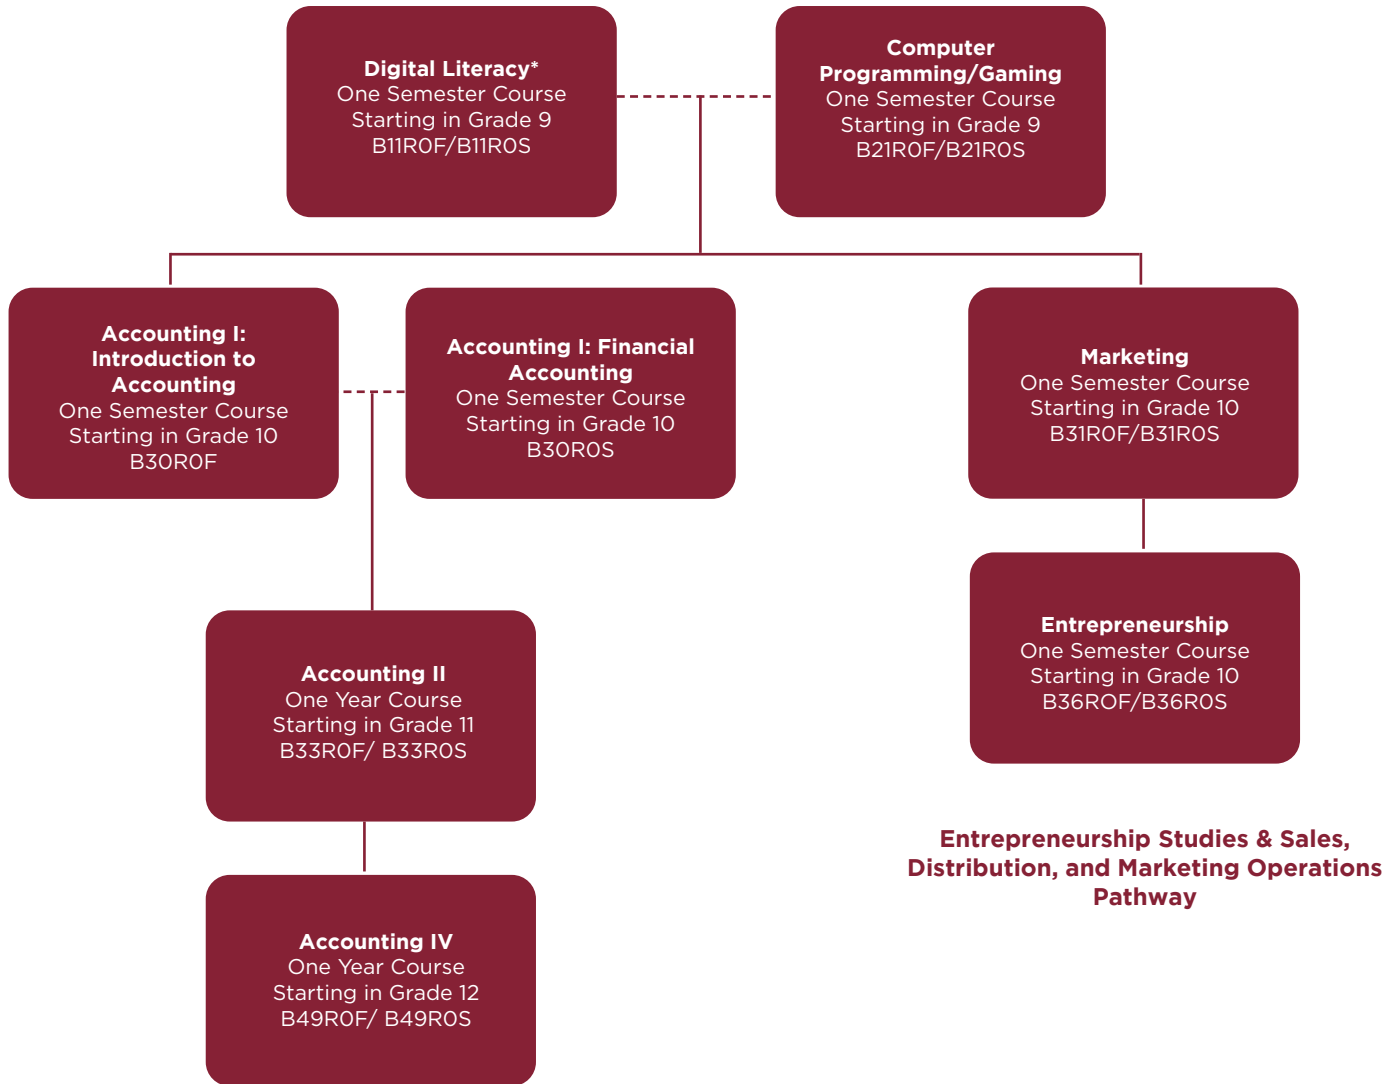 Digital Literacy*
One Semester Course
Starting in Grade 9
B11R0F/B11R0S
Computer
Programming/Gaming
One Semester Course
Starting in Grade 9
B21R0F/B21R0S
Accounting I:
Introduction to
Accounting
One Semester Course
Starting in Grade 10
B30R0F
Accounting I: Financial
Accounting
One Semester Course
Starting in Grade 10
B30R0S
Marketing
One Semester Course
Starting in Grade 10
B31R0F/B31R0S
Entrepreneurship
One Semester Course
Starting in Grade 10
B36ROF/B36R0S
Accounting II
One Year Course
Starting in Grade 11
B33R0F/ B33R0S
Entrepreneurship Studies & Sales,
Distribution, and Marketing Operations
Pathway
Accounting IV
One Year Course
Starting in Grade 12
B49R0F/ B49R0S